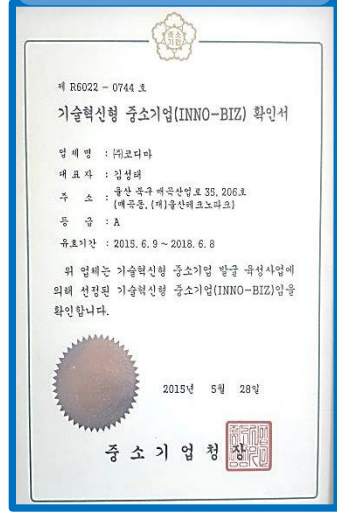 중소
기업
제 R6022 - 0744 호
기술혁신형 중소기업(INNO-BIZ) 확인서
업 체 명 : (주)코디마
대 표 자 : 김성태
주 소 : 울산 북구 매곡산업로 35, 206호
(매곡동, (재)울산테크노파크)
등 급 : A
유효기간 : 2015. 6. 9 ~ 2018. 6. 8
위 업체는 기술혁신형 중소기업 발굴 육성사업에
의해 선정된 기술혁신형 중소기업(INNO-BIZ)임을
확인합니다.
2015년 5월 28일
중 소 기 업 청 장